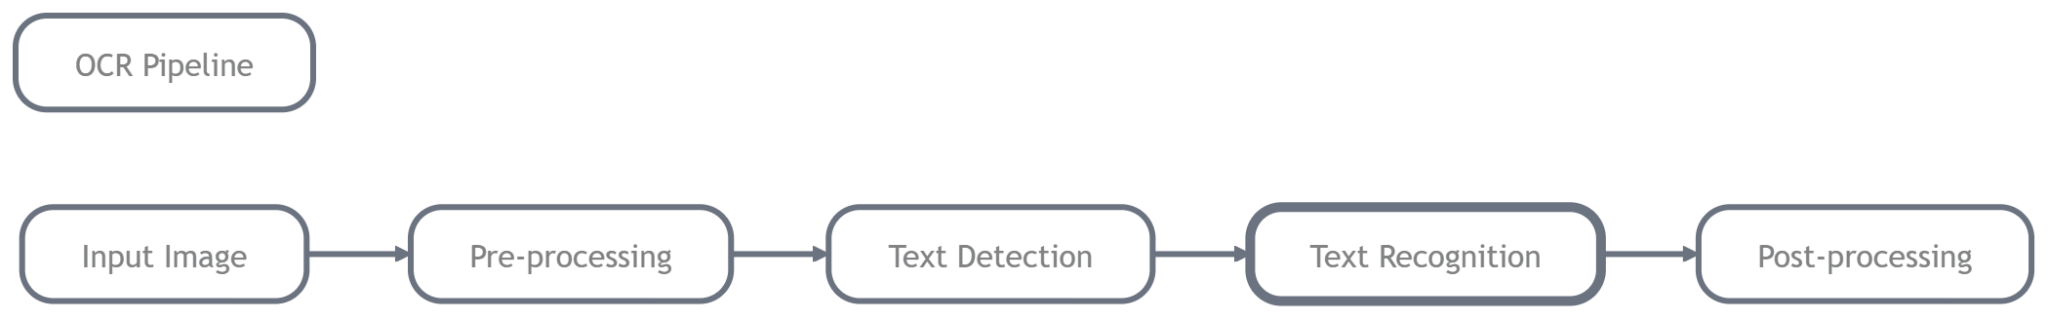 OCR Pipeline
Input Image
Pre-processing
Text Detection
Text Recognition
Post-processing